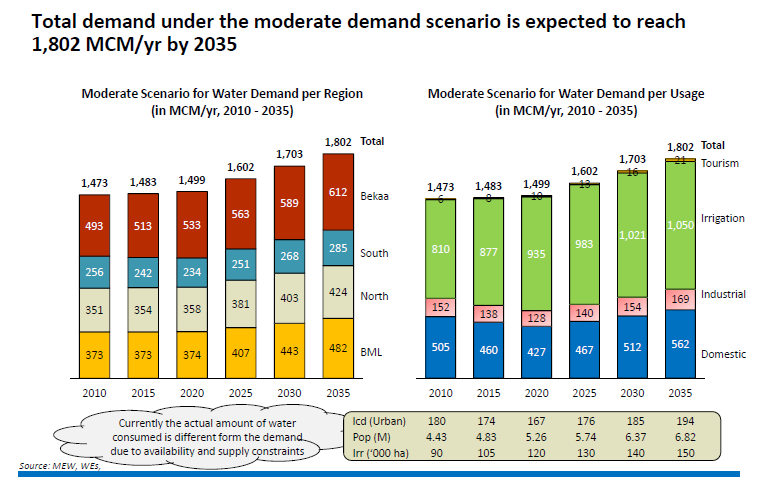 Total demand under the moderate demand scenario is expected to reach
1,802 MCM/yr by 2035
Moderate Scenario for Water Demand per Region
(in MCM/yr, 2010 - 2035)
1,473 1,483 1,499 1,602 1,703 1,802 Total
493 513 533 563 589 612 Bekaa
256 242 234 251 268 285 South
351 354 358 381 403 424 North
373 373 374 407 443 482 BML
2010 2015 2020 2025 2030 2035
Moderate Scenario for Water Demand per Usage
(in MCM/yr, 2010 - 2035)
1,473 1,483 1,499 1,602 1,703 1,802 Total
6 8 10 13 16 21 Tourism
810 877 935 983 1,021 1,050 Irrigation
152 138 128 140 154 169 Industrial
505 460 427 467 512 562 Domestic
2010 2015 2020 2025 2030 2035
Currently the actual amount of water
consumed is different form the demand
due to availability and supply constraints
lcd (Urban) 180 174 167 176 185 194
Pop (M) 4.43 4.83 5.26 5.74 6.37 6.82
Irr ('000 ha) 90 105 120 130 140 150
Source: MEW, WEs,